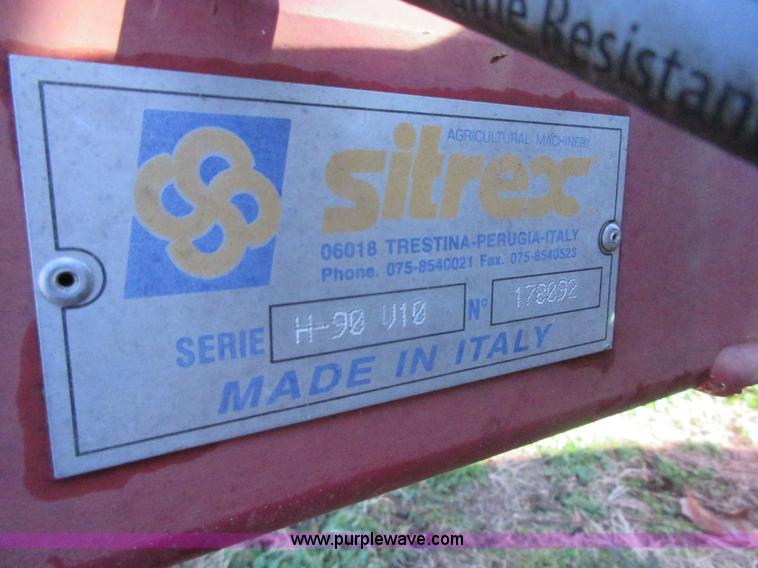 Resistan
AGRICULTURAL MACHINERY
sitrex
06018 TRESTINA-PERUGIA-ITALY
Phone. 075-8540021 Fax. 075-8540523
SERIE H-90 V10 N° 178092
MADE IN ITALY
www.purplewave.com